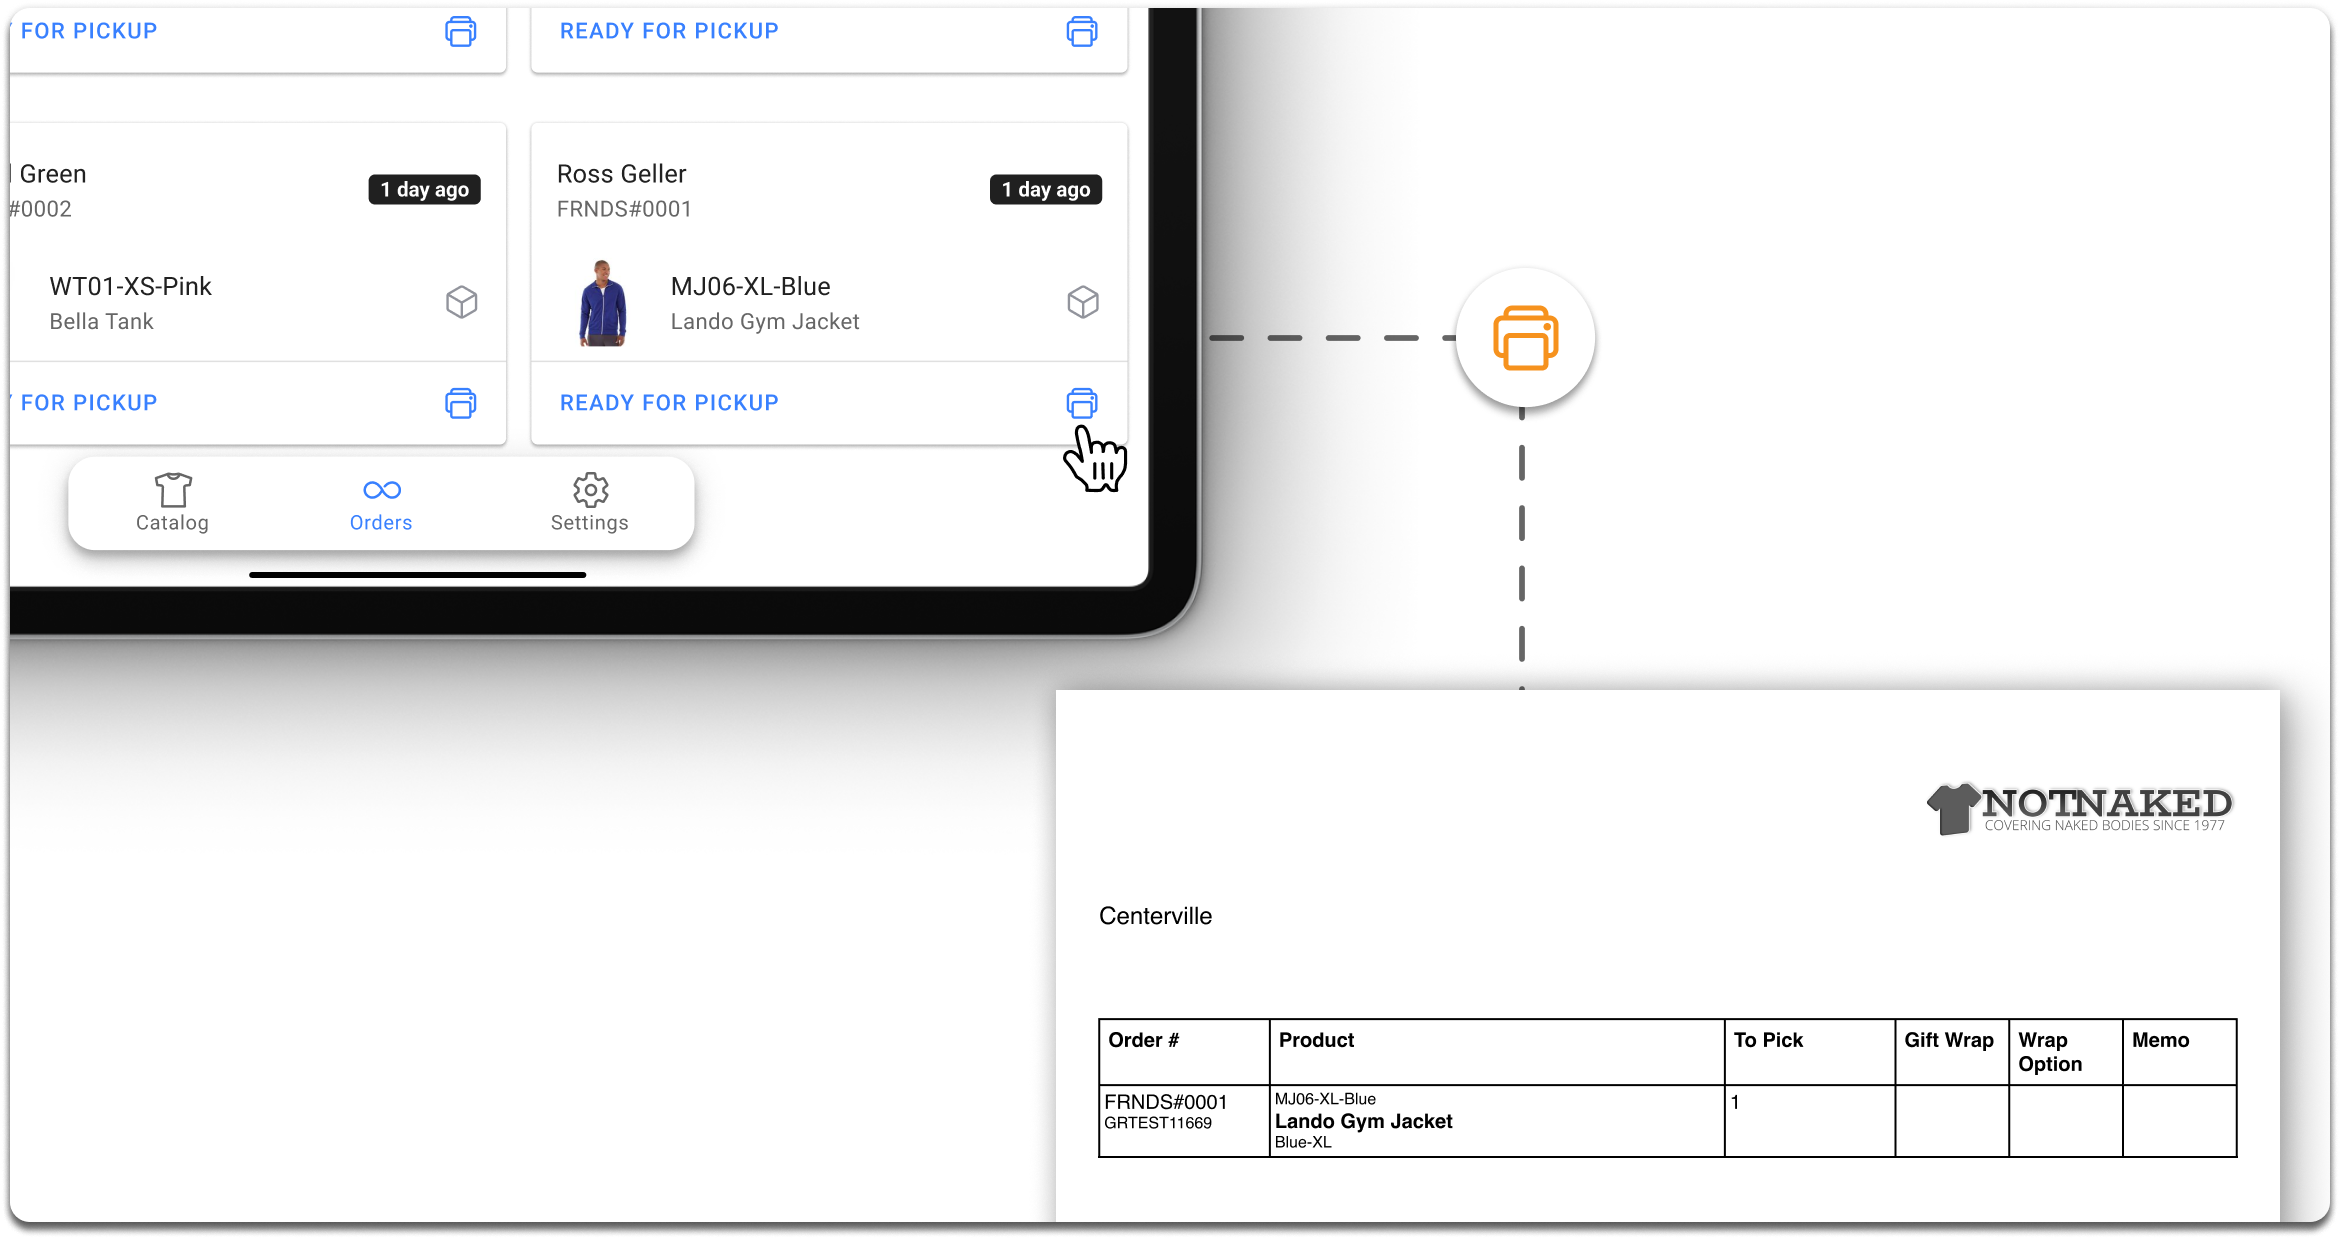 FOR PICKUP
READY FOR PICKUP
Green
#0002
1 day ago
WT01-XS-Pink
Bella Tank
FOR PICKUP
Ross Geller
FRNDS#0001
1 day ago
MJ06-XL-Blue
Lando Gym Jacket
READY FOR PICKUP
Catalog
Orders
Settings
NOTNAKED
COVERING NAKED BODIES SINCE 1977
Centerville
Order # Product To Pick Gift Wrap Wrap Option Memo
FRNDS#0001 MJ06-XL-Blue 1
GRTEST11669 Lando Gym Jacket
Blue-XL